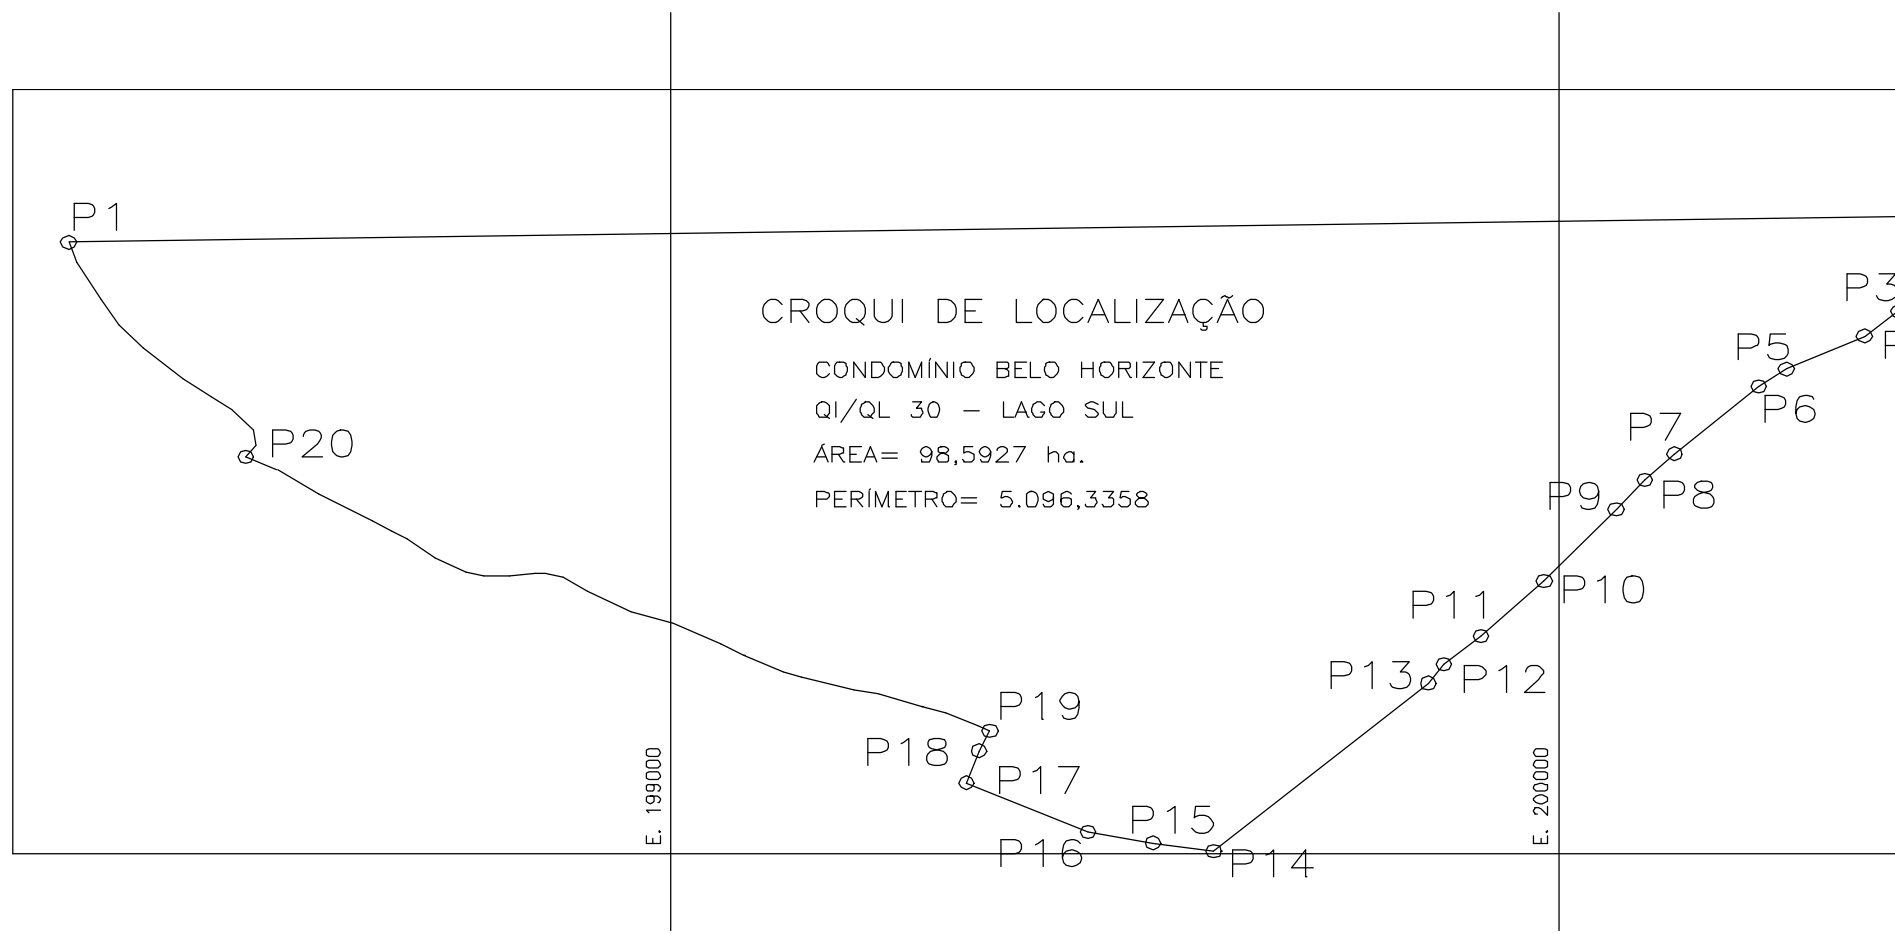 P1
P3
CROQUI DE LOCALIZAÇÃO
P5
CONDOMÍNIO BELO HORIZONTE
P6
QI/QL 30 – LAGO SUL
P7
P20
ÁREA= 98,5927 ha.
P8
P9
PERÍMETRO= 5.096,3358
P10
P11
P13
P12
P19
P18
P17
E. 199000
E. 200000
P15
P16
P14